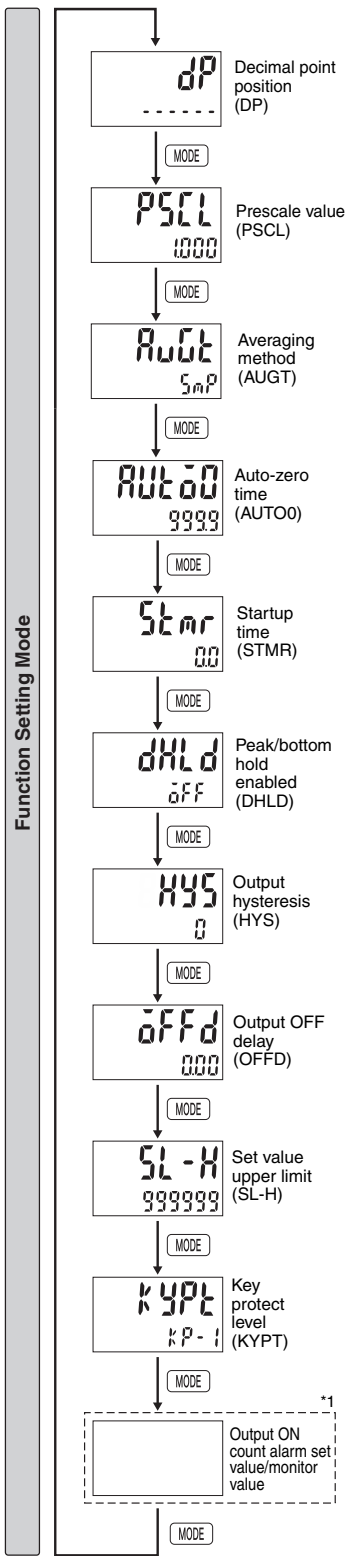 Function Setting Mode
dP
------
Decimal point
position
(DP)
MODE
PSCL
1.000
Prescale value
(PSCL)
MODE
AuGt
SmP
Averaging
method
(AUGT)
MODE
AUto0
999.9
Auto-zero
time
(AUTO0)
MODE
Stmr
0.0
Startup
time
(STMR)
MODE
dHLd
oFF
Peak/bottom
hold
enabled
(DHLD)
MODE
HYS
0
Output
hysteresis
(HYS)
MODE
oFFd
0.00
Output OFF
delay
(OFFD)
MODE
SL-H
999999
Set value
upper limit
(SL-H)
MODE
KYPt
KP-1
Key
protect
level
(KYPT)
MODE
*1
Output ON
count alarm set
value/monitor
value
MODE